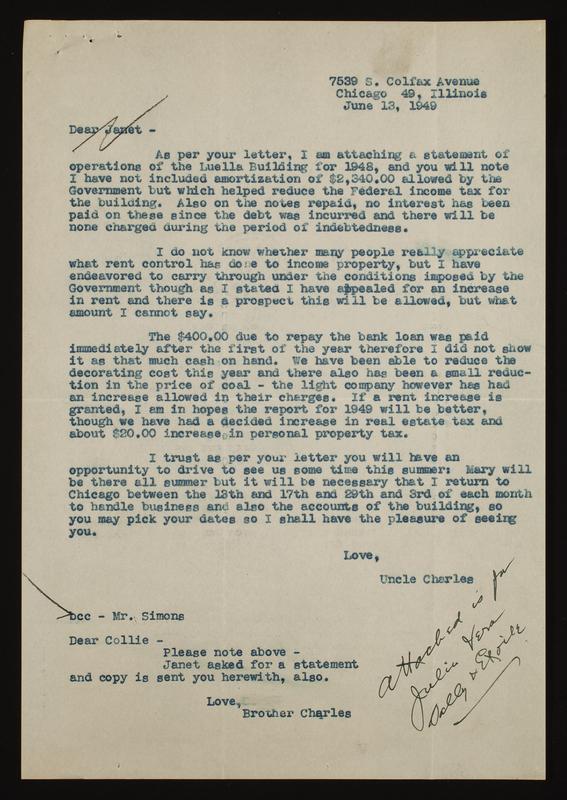 7539 S. Colfax Avenue
Chicago 49, Illinois
June 13, 1949
Dear Janet -
As per your letter, I am attaching a statement of
operations of the Luella Building for 1948, and you will note
I have not included amortization of $2,340.00 allowed by the
Government but which helped reduce the Federal income tax for
the building. Also on the notes repaid, no interest has been
paid on these since the debt was incurred and there will be
none charged during the period of indebtedness.
I do not know whether many people really appreciate
what rent control has done to income property, but I have
endeavored to carry through under the conditions imposed by the
Government though as I stated I have appealed for an increase
in rent and there is a prospect this will be allowed, but what
amount I cannot say.
The $400.00 due to repay the bank loan was paid
immediately after the first of the year therefore I did not show
it as that much cash on hand. We have been able to reduce the
decorating cost this year and there also has been a small reduc-
tion in the price of coal - the light company however has had
an increase allowed in their charges. If a rent increase is
granted, I am in hopes the report for 1949 will be better,
though we have had a decided increase in real estate tax and
about $20.00 increase in personal property tax.
I trust as per your letter you will have an
opportunity to drive to see us some time this summer: Mary will
be there all summer but it will be necessary that I return to
Chicago between the 13th and 17th and 29th and 3rd of each month
to handle business and also the accounts of the building, so
you may pick your dates so I shall have the pleasure of seeing
you.
Love,
Uncle Charles
bcc - Mr. Simons
Dear Collie -
Please note above -
Janet asked for a statement
and copy is sent you herewith, also.
Love,
Brother Charles
Attached is for
Julia Vera
Dolly & Etoile